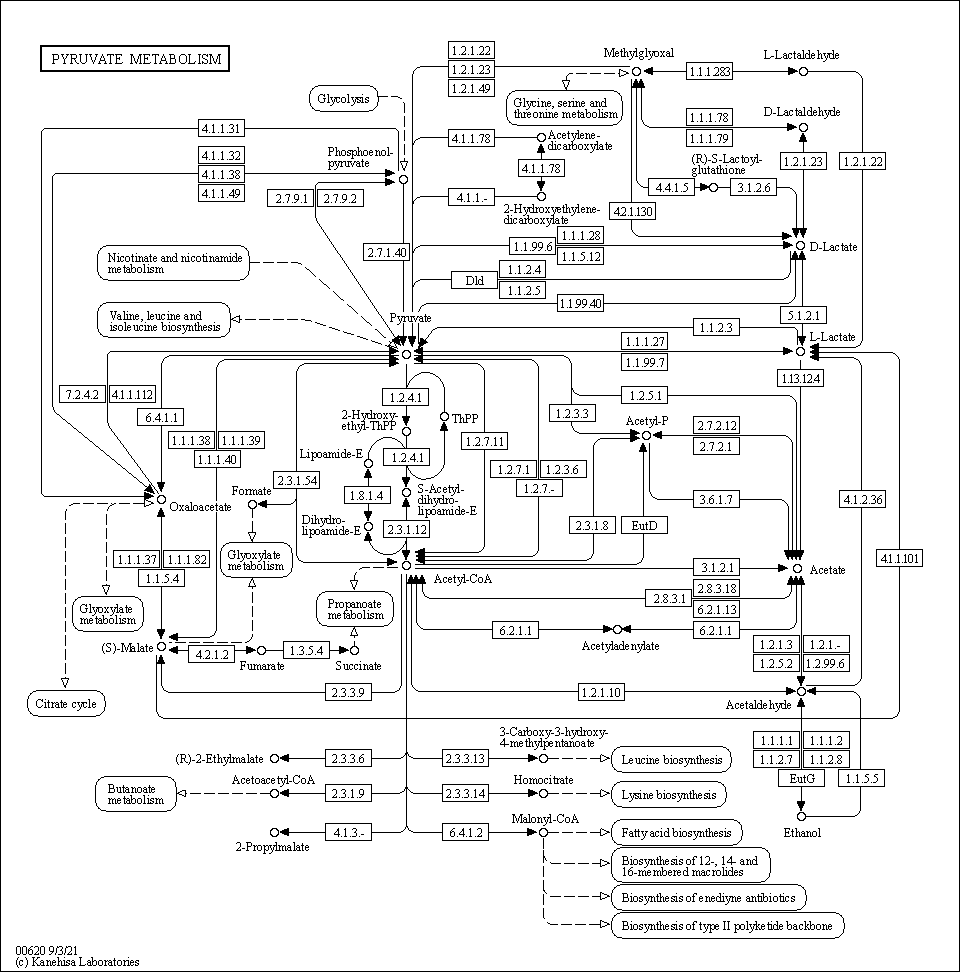 PYRUVATE METABOLISM
1.2.1.22
1.2.1.23
1.2.1.49
Methylglyoxal
1.1.1.283
L-Lactaldehyde
Glycolysis
Glycine, serine and
threonine metabolism
1.1.1.78
1.1.1.79
D-Lactaldehyde
4.1.1.31
4.1.1.32
4.1.1.38
4.1.1.49
Phosphoenol-
pyruvate
4.1.1.78
Acetylene-
dicarboxylate
4.1.1.78
(R)-S-Lactoyl-
glutathione
1.2.1.23
1.2.1.22
2.7.9.1
2.7.9.2
4.1.1.-
2-Hydroxyethylene-
dicarboxylate
4.4.1.5
3.1.2.6
4.2.1.130
2.7.1.40
1.1.99.6
1.1.1.28
1.1.5.12
D-Lactate
Nicotinate and nicotinamide
metabolism
Dld
1.1.2.4
1.1.2.5
1.1.99.40
Valine, leucine and
isoleucine biosynthesis
Pyruvate
5.1.2.1
1.1.2.3
L-Lactate
1.1.1.27
1.1.99.7
1.13.12.4
7.2.4.2
4.1.1.112
6.4.1.1
1.2.4.1
1.2.5.1
1.2.3.3
2-Hydroxy-
ethyl-ThPP
ThPP
Acetyl-P
2.7.2.12
2.7.2.1
1.1.1.38
1.1.1.39
1.1.1.40
1.2.7.11
Lipoamide-E
1.2.4.1
1.2.7.1
1.2.3.6
1.2.7.-
2.3.1.54
Formate
1.8.1.4
S-Acetyl-
dihydro-
lipoamide-E
3.6.1.7
4.1.2.36
Oxaloacetate
Dihydro-
lipoamide-E
2.3.1.12
2.3.1.8
EutD
1.1.1.37
1.1.1.82
1.1.5.4
Glyoxylate
metabolism
4.1.1.101
Acetyl-CoA
3.1.2.1
Acetate
2.8.3.18
2.8.3.1
6.2.1.13
Glyoxylate
metabolism
Propanoate
metabolism
6.2.1.1
6.2.1.1
Acetyladenylate
(S)-Malate
4.2.1.2
Fumarate
1.3.5.4
Succinate
1.2.1.3
1.2.1.-
1.2.5.2
1.2.99.6
Citrate cycle
2.3.3.9
1.2.1.10
Acetaldehyde
3-Carboxy-3-hydroxy-
4-methylpentanoate
1.1.1.1
1.1.1.2
1.1.2.7
1.1.2.8
(R)-2-Ethylmalate
2.3.3.6
2.3.3.13
Leucine biosynthesis
Acetoacetyl-CoA
Homocitrate
EutG
1.1.5.5
Butanoate
metabolism
2.3.1.9
2.3.3.14
Lysine biosynthesis
Malonyl-CoA
4.1.3.-
6.4.1.2
2-Propylmalate
Fatty acid biosynthesis
Ethanol
Biosynthesis of 12-, 14- and
16-membered macrolides
Biosynthesis of enediyne antibiotics
Biosynthesis of type II polyketide backbone
00620 9/3/21
(c) Kanehisa Laboratories